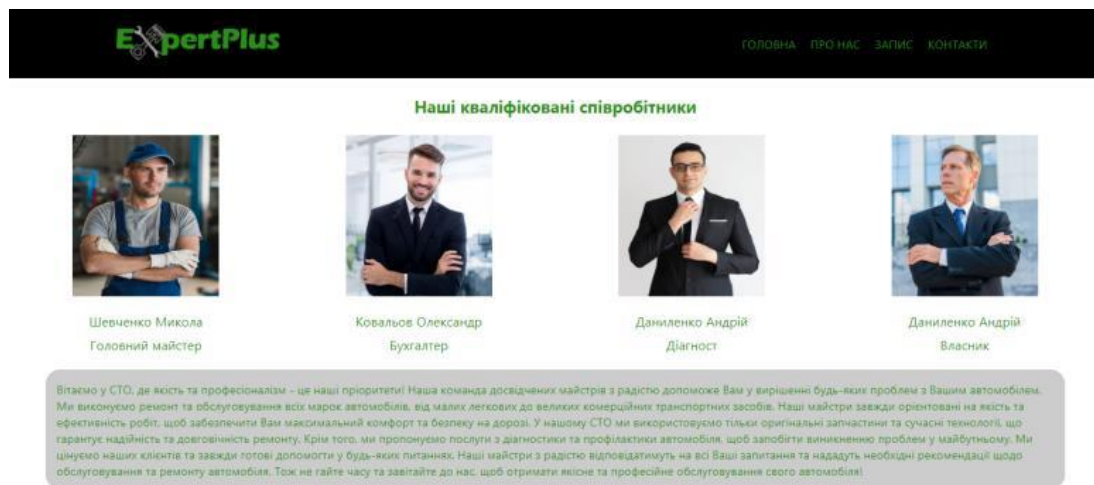 ExpertPlus
ГОЛОВНА ПРО НАС ЗАПИС КОНТАКТИ
Наші кваліфіковані співробітники
Шевченко Микола
Головний майстер
Ковальов Олександр
Бухгалтер
Даниленко Андрій
Діагност
Даниленко Андрій
Власник
Вітаємо у СТО, де якість та професіоналізм – це наші пріоритети! Наша команда досвідчених майстрів з радістю допоможе Вам у вирішенні будь-яких проблем з Вашим автомобілем.
Ми виконуємо ремонт та обслуговування всіх марок автомобілів, від малих легкових до великих комерційних транспортних засобів. Наші майстри завжди орієнтовані на якість та
ефективність робіт, щоб забезпечити Вам максимальний комфорт та безпеку на дорозі. У нашому СТО ми використовуємо тільки оригінальні запчастини та сучасні технології, що
гарантує надійність та довговічність ремонту. Крім того, ми пропонуємо послуги з діагностики та профілактики автомобіля, щоб запобігти виникненню проблем у майбутньому. Ми
цінуємо наших клієнтів та завжди готові допомогти у будь-яких питаннях. Наші майстри з радістю відповідатимуть на всі Ваші запитання та нададуть необхідні рекомендації щодо
обслуговування та ремонту автомобіля. Тож не гайте часу та завітайте до нас, щоб отримати якісне та професійне обслуговування свого автомобіля!